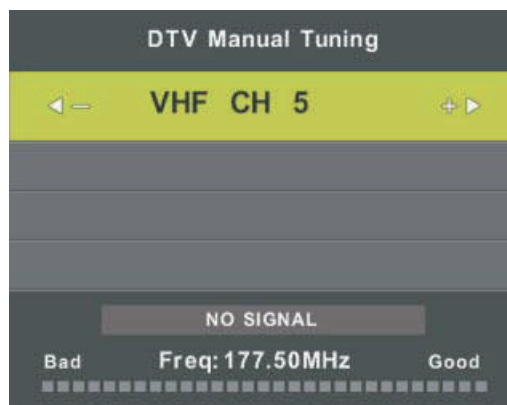 DTV Manual Tuning
VHF CH 5
NO SIGNAL
Bad Freq:177.50MHz Good